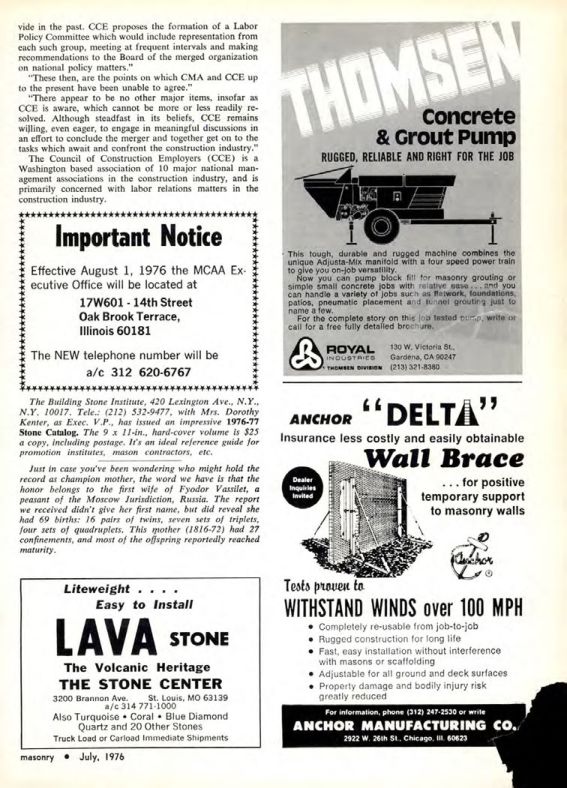 vide in the past. CCE proposes the formation of a Labor
Policy Committee which would include representation from
each such group, meeting at frequent intervals and making
recommendations to the Board of the merged organization
on national policy matters."
"These then, are the points on which CMA and CCE up
to the present have been unable to agree."
"There appear to be no other major items, insofar as
CCE is aware, which cannot be more or less readily re-
solved. Although steadfast in its beliefs, CCE remains
willing, even eager, to engage in meaningful discussions in
an effort to conclude the merger and together get on to the
tasks which await and confront the construction industry."
The Council of Construction Employers (CCE) is a
Washington based association of 10 major national man-
agement associations in the construction industry, and is
primarily concerned with labor relations matters in the
construction industry.
Important Notice
Effective August 1, 1976 the MCAA Ex-
ecutive Office will be located at
17W601 - 14th Street
Oak Brook Terrace,
Illinois 60181
The NEW telephone number will be
a/c 312 620-6767
The Building Stone Institute, 420 Lexington Ave., N.Y.,
N.Y. 10017. Tele.: (212) 532-9477, with Mrs. Dorothy
Kenter, as Exec. V.P., has issued an impressive 1976-77
Stone Catalog. The 9 x 11-in., hard-cover volume is $25
a copy, including postage. It's an ideal reference guide for
promotion institutes, mason contractors, etc.
Just in case you've been wondering who might hold the
record as champion mother, the word we have is that the
honor belongs to the first wife of Fyodor Vassilet, a
peasant of the Moscow Jurisdiction, Russia. The report
we received didn't give her first name, but did reveal she
had 69 births: 16 pairs of twins, seven sets of triplets,
four sets of quadruplets. This mother (1816-72) had 27
confinements, and most of the offspring reportedly reached
maturity.
Liteweight . . . .
Easy to Install
LAVA STONE
The Volcanic Heritage
THE STONE CENTER
3200 Brannon Ave. St. Louis, MO 63139
a/c 314 771-1000
Also Turquoise • Coral • Blue Diamond
Quartz and 20 Other Stones
Truck Load or Carload Immediate Shipments
masonry • July, 1976
THOMSEN
Concrete
& Grout Pump
RUGGED, RELIABLE AND RIGHT FOR THE JOB
This tough, durable and rugged machine combines the
unique Adjusta-Mix manifold with a four speed power train
to give you on-job versatility.
Now you can pump block fill for masonry grouting or
simple small concrete jobs with relative ease . . . and you
can handle a variety of jobs such as flatwork, foundations,
patios, pneumatic placement and tunnel grouting just to
name a few.
For the complete story on this job tested pump, write or
call for a free fully detailed brochure.
ROYAL
INDUSTRIES
THOMSEN DIVISION
130 W. Victoria St.,
Gardena, CA 90247
(213) 321-8380
ANCHOR "DELTA"
Insurance less costly and easily obtainable
Wall Brace
Dealer
Inquiries
Invited
. . . for positive
temporary support
to masonry walls
Anchor
®
Tests proven to
WITHSTAND WINDS over 100 MPH
• Completely re-usable from job-to-job
• Rugged construction for long life
• Fast, easy installation without interference
with masons or scaffolding
• Adjustable for all ground and deck surfaces
• Property damage and bodily injury risk
greatly reduced
For information, phone (312) 247-2530 or write
ANCHOR MANUFACTURING CO.
2922 W. 26th St., Chicago, Ill. 60623